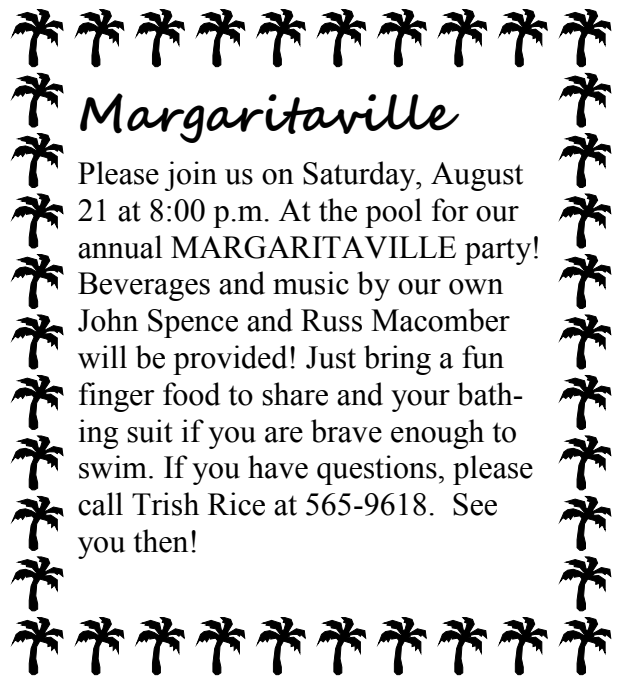 Margaritaville
Please join us on Saturday, August
21 at 8:00 p.m. At the pool for our
annual MARGARITAVILLE party!
Beverages and music by our own
John Spence and Russ Macomber
will be provided! Just bring a fun
finger food to share and your bath-
ing suit if you are brave enough to
swim. If you have questions, please
call Trish Rice at 565-9618.  See
you then!